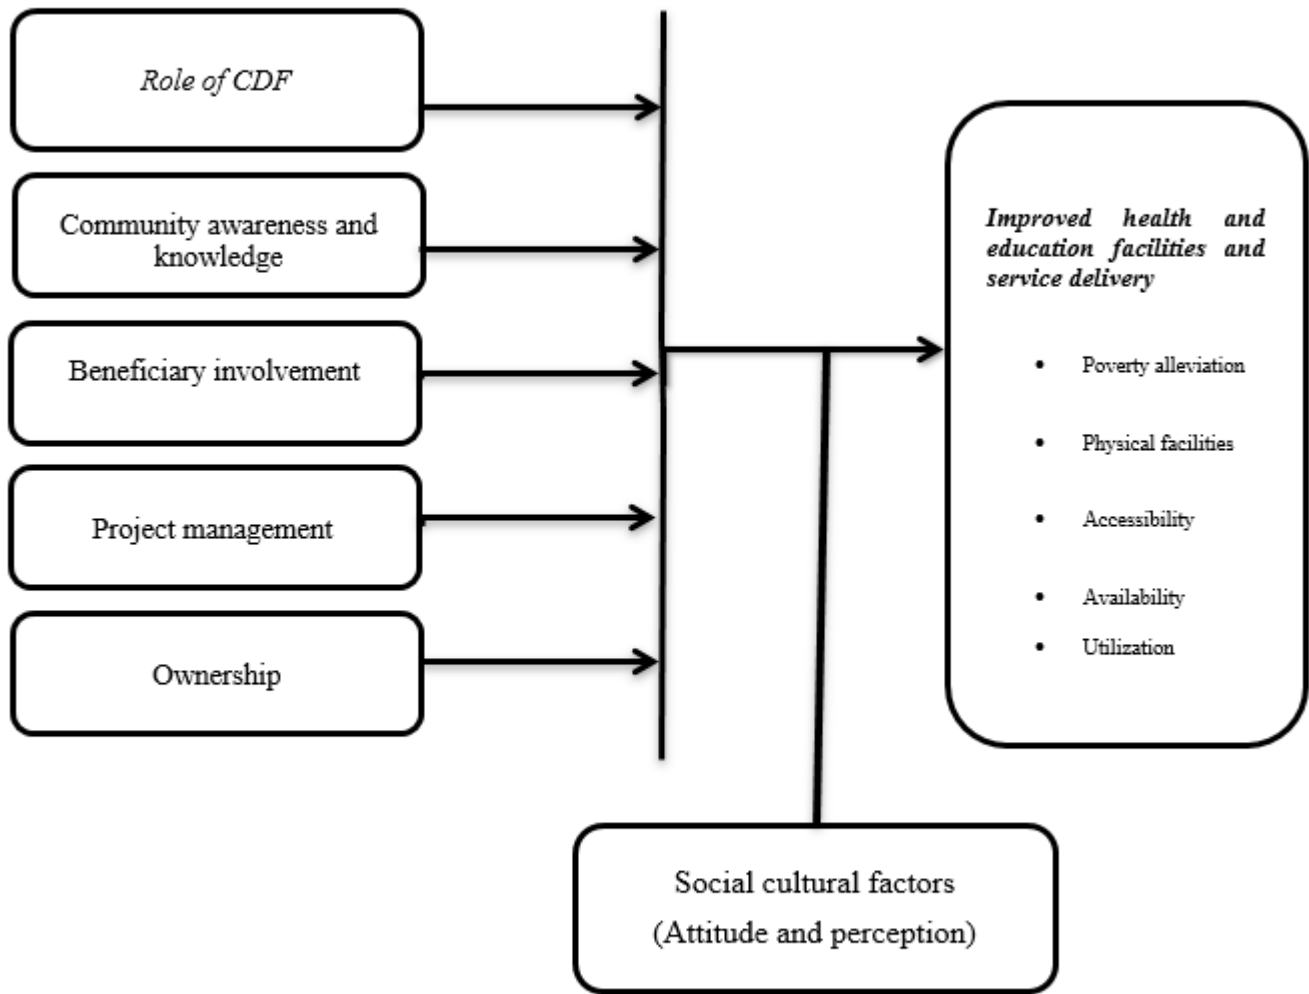 Role of CDF
Community awareness and
knowledge
Beneficiary involvement
Project management
Ownership
Improved health and
education facilities and
service delivery
• Poverty alleviation
• Physical facilities
• Accessibility
• Availability
• Utilization
Social cultural factors
(Attitude and perception)